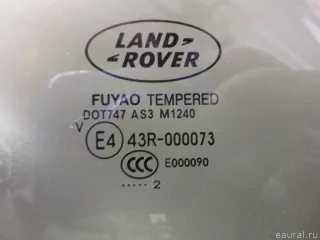 LAND
ROVER
FUYAO TEMPERED
DOT747 AS3 M1240
V
E4 43R-000073
CCC E000090
..... 2
eaural.ru